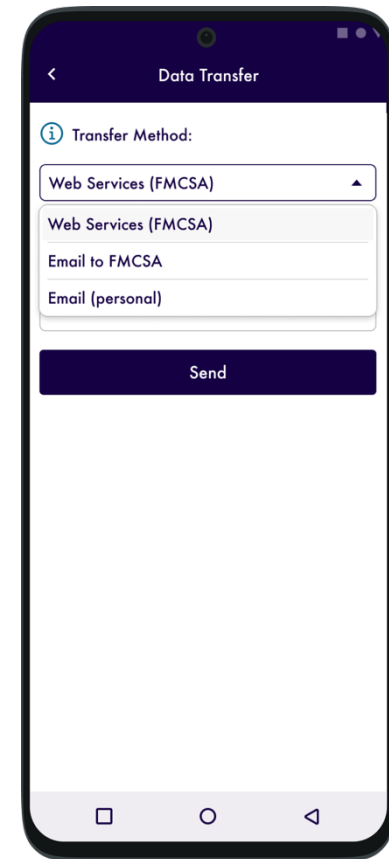 Data Transfer
Transfer Method:
Web Services (FMCSA)
Web Services (FMCSA)
Email to FMCSA
Email (personal)
Send